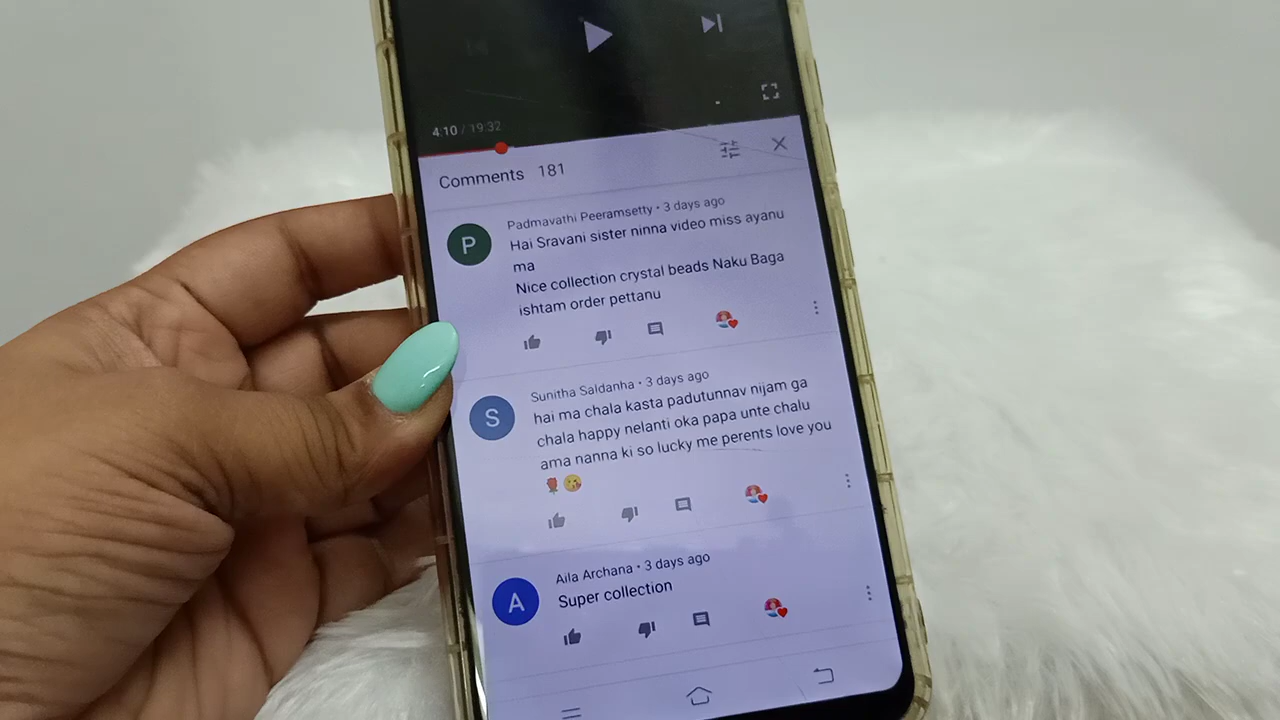 4:10 / 19:32
Comments 181
P
Padmavathi Peeramsetty • 3 days ago
Hai Sravani sister ninna video miss ayanu
ma
Nice collection crystal beads Naku Baga
ishtam order pettanu
S
Sunitha Saldanha • 3 days ago
hai ma chala kasta padutunnav nijam ga
chala happy nelanti oka papa unte chalu
ama nanna ki so lucky me perents love you
🌹😘
A
Aila Archana • 3 days ago
Super collection